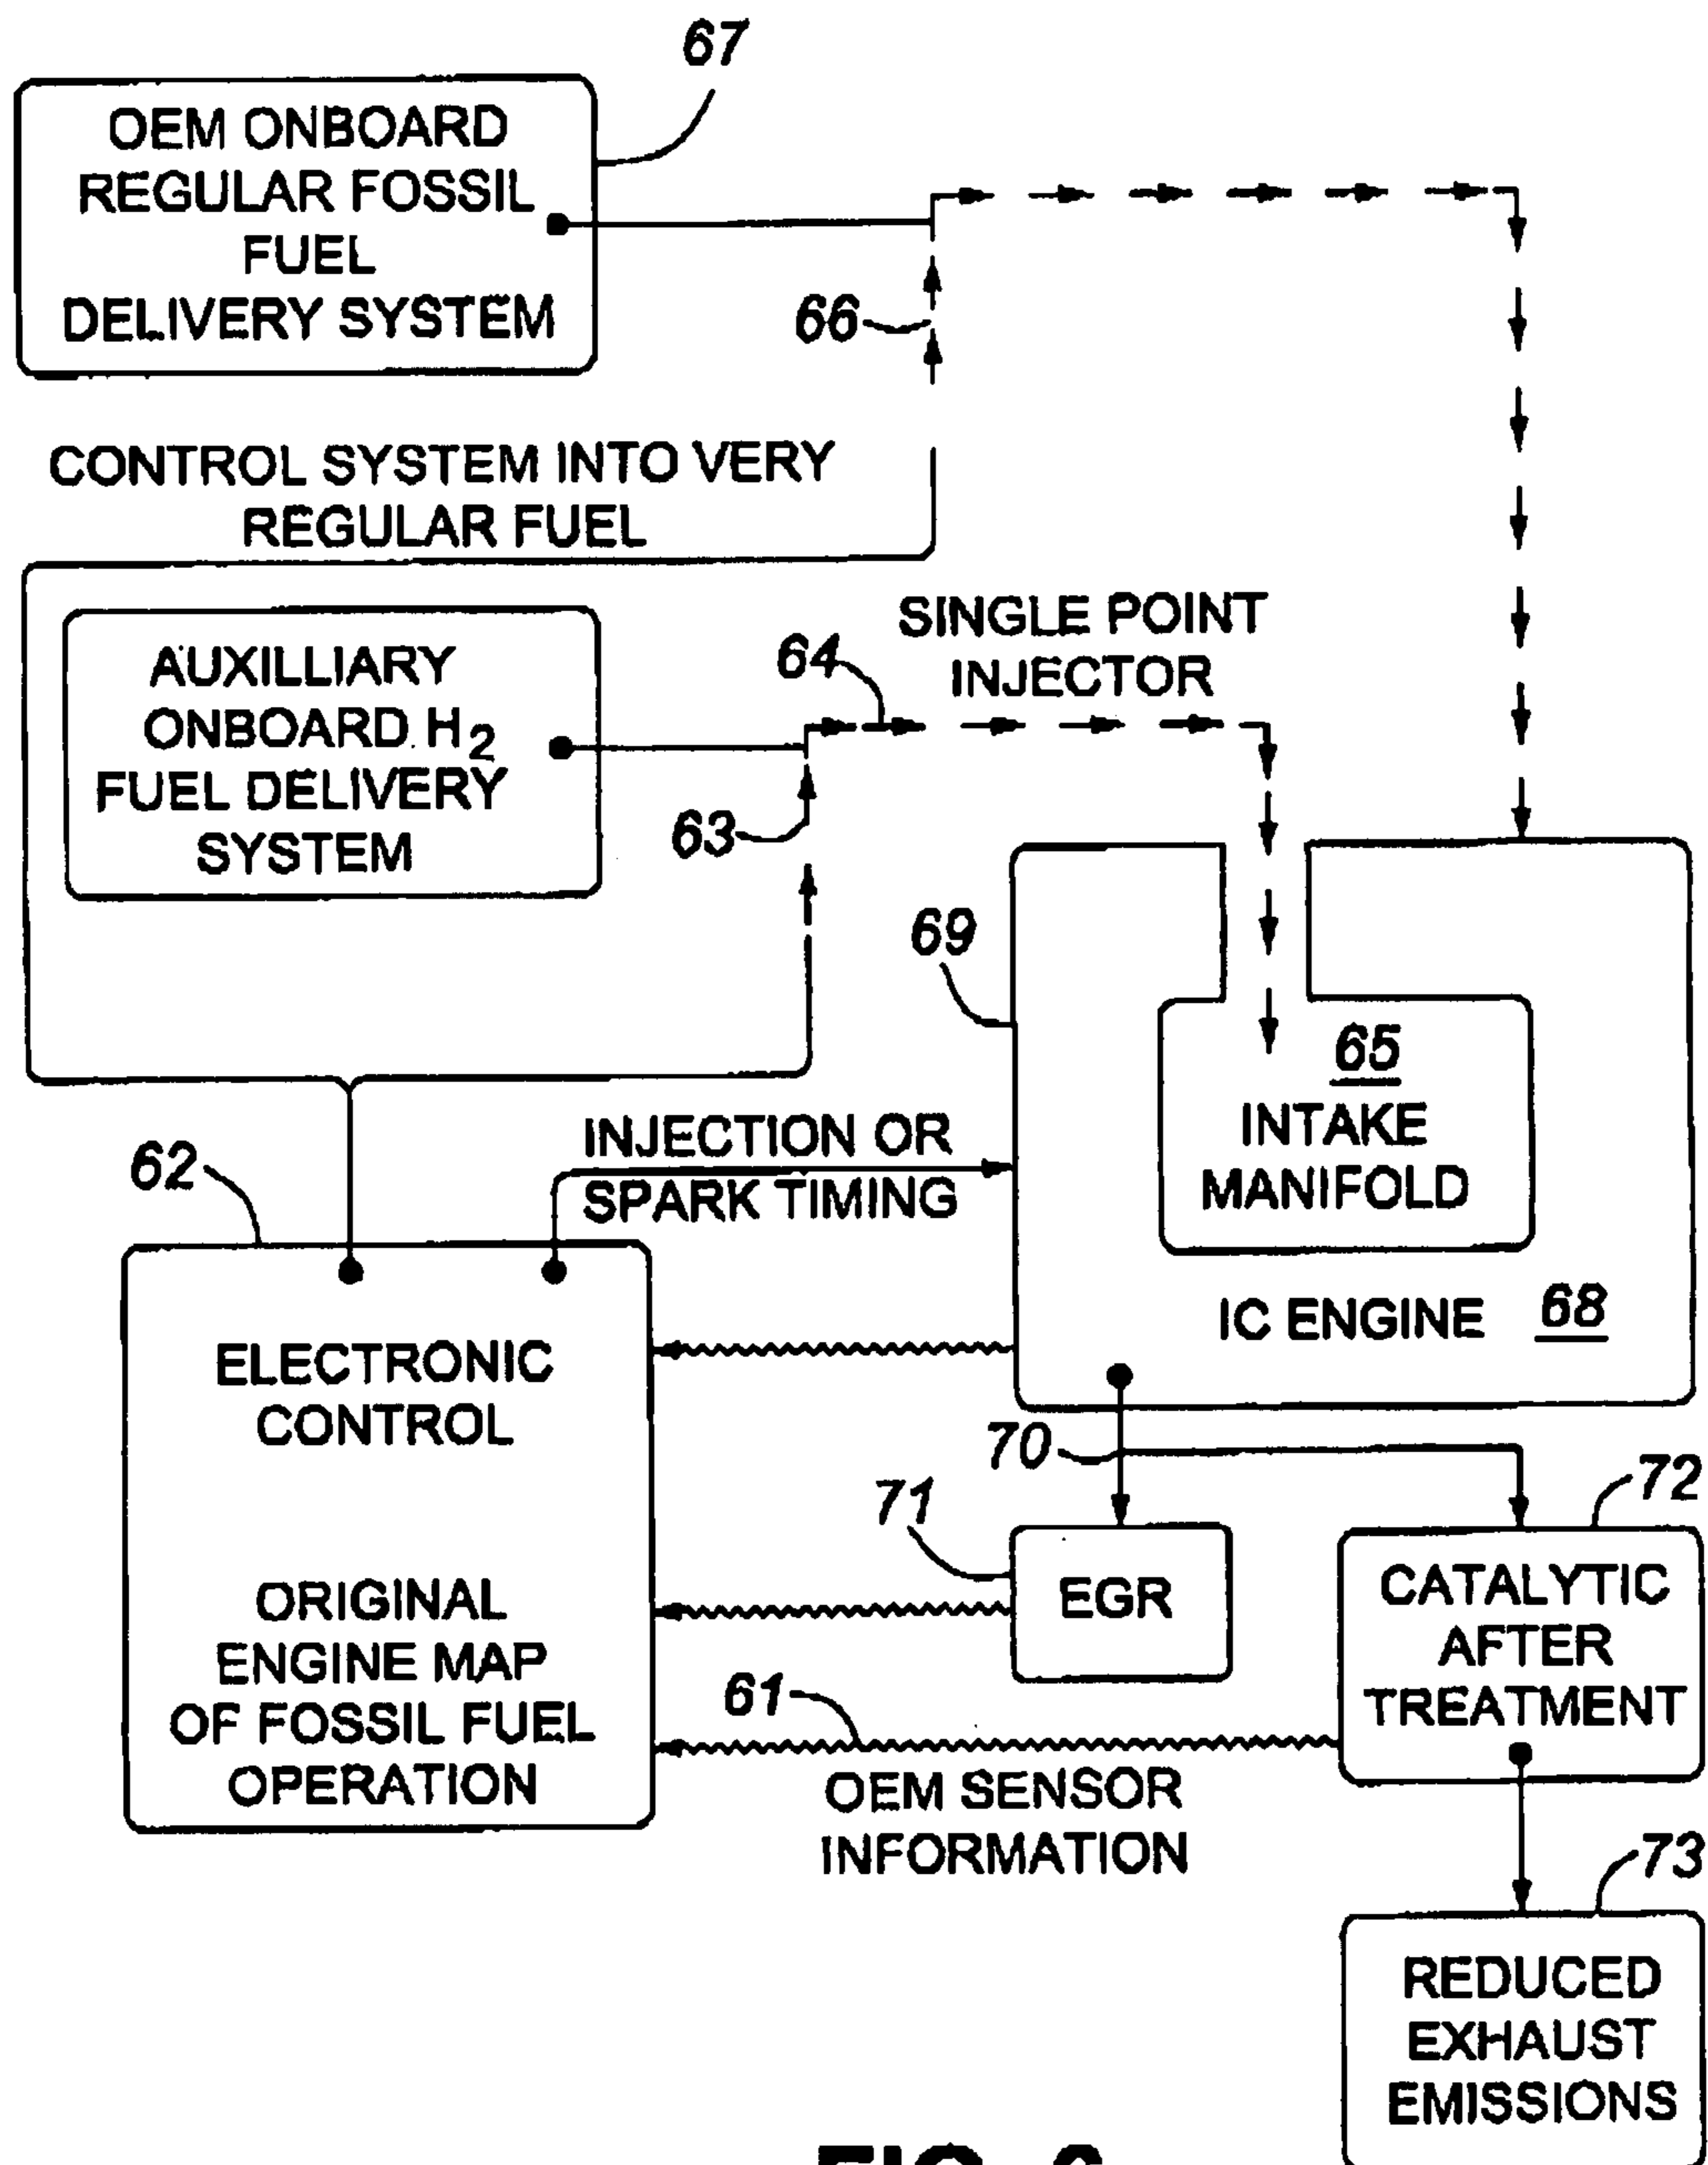 67
OEM ONBOARD
REGULAR FOSSIL
FUEL
DELIVERY SYSTEM
66
CONTROL SYSTEM INTO VERY
REGULAR FUEL
SINGLE POINT
INJECTOR
64
AUXILLIARY
ONBOARD H2
FUEL DELIVERY
SYSTEM
63
69
65
INTAKE
MANIFOLD
IC ENGINE 68
INJECTION OR
SPARK TIMING
62
ELECTRONIC
CONTROL
ORIGINAL
ENGINE MAP
OF FOSSIL FUEL
OPERATION
70
71
EGR
72
CATALYTIC
AFTER
TREATMENT
61
OEM SENSOR
INFORMATION
73
REDUCED
EXHAUST
EMISSIONS